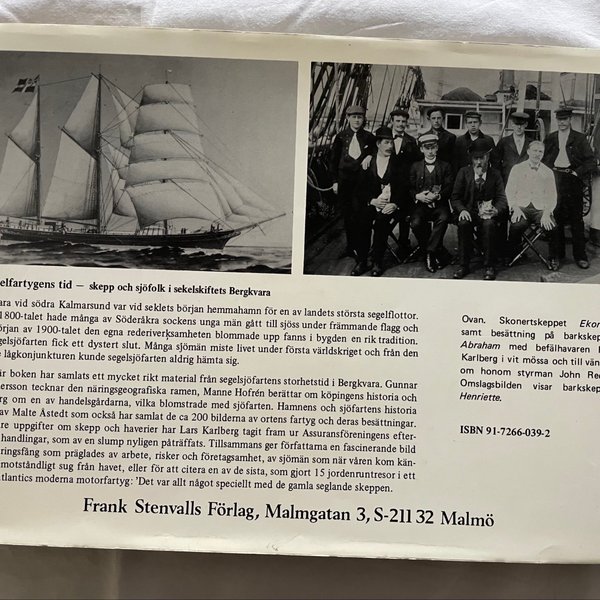 elfartygens tid – skepp och sjöfolk i sekelskiftets Bergkvara
ara vid södra Kalmarsund var vid seklets början hemmahamn för en av landets största segelflottor.
1800-talet hade många av Söderåkra sockens unga män gått till sjöss under främmande flagg och
örjan av 1900-talet den egna rederiverksamheten blommade upp fanns i bygden en rik tradition.
gelsjöfarten fick ett dystert slut. Många sjömän miste livet under första världskriget och från den
e lågkonjunkturen kunde segelsjöfarten aldrig hämta sig.
är boken har samlats ett mycket rikt material från segelsjöfartens storhetstid i Bergkvara. Gunnar
ersson tecknar den näringsgeografiska ramen, Manne Hofrén berättar om köpingens historia och
rg om en av handelsgårdarna, vilka blomstrade med sjöfarten. Hamnens och sjöfartens historia
av Malte Åstedt som också har samlat de ca 200 bilderna av ortens fartyg och deras besättningar.
re uppgifter om skepp och haverier har Lars Karlberg tagit fram ur Assuransföreningens efter-
handlingar, som av en slump nyligen påträffats. Tillsammans ger författarna en fascinerande bild
äringsfång som präglades av arbete, risker och företagsamhet, av sjömän som när våren kom kän-
motståndligt sug från havet, eller för att citera en av de sista, som gjort 15 jordenruntresor i ett
tlantics moderna motorfartyg: 'Det var allt något speciellt med de gamla seglande skeppen.
Ovan. Skonertskeppet Ekor
samt besättning på barkskep
Abraham med befälhavaren
Karlberg i vit mössa och till vän
om honom styrman John Re
Omslagsbilden visar barkskep
Henriette.
ISBN 91-7266-039-2
Frank Stenvalls Förlag, Malmgatan 3, S-211 32 Malmö